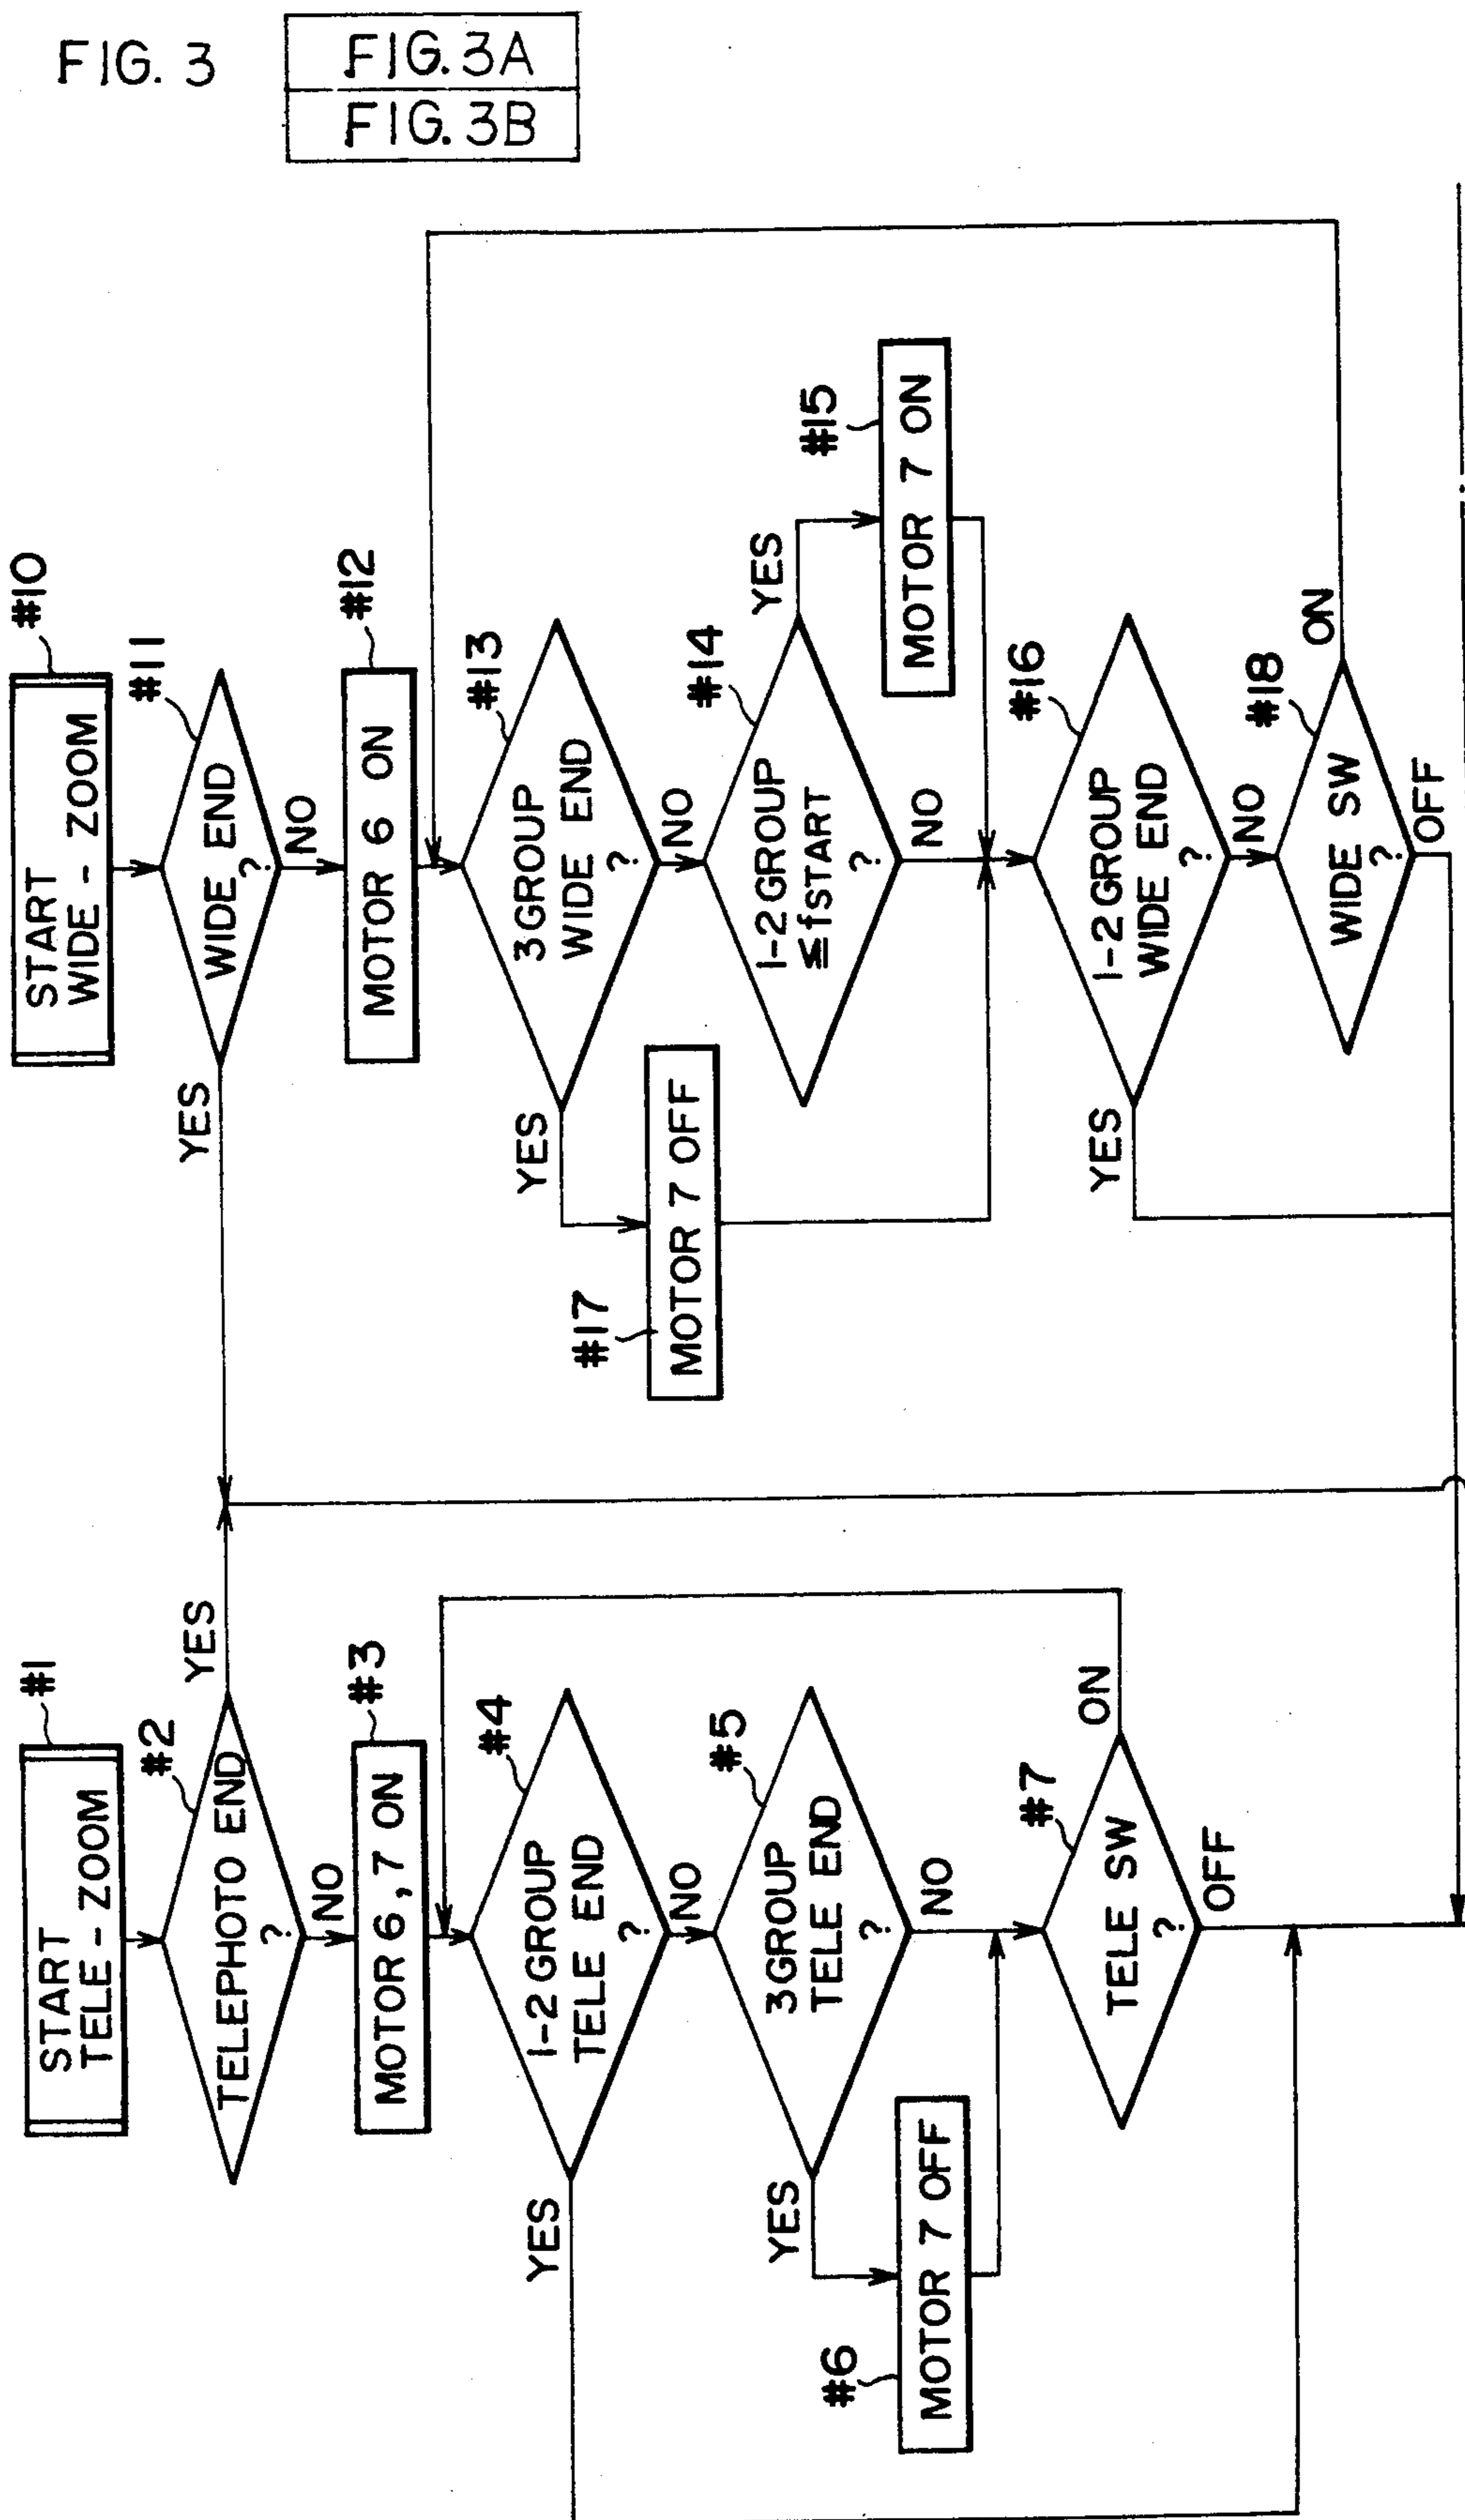 FIG. 3
FIG. 3A
FIG. 3B
#1
START
TELE - ZOOM
#2
TELEPHOTO END
?
YES
NO
#3
MOTOR 6, 7 ON
#4
1-2 GROUP
TELE END
?
YES
NO
#5
3 GROUP
TELE END
?
YES
NO
#6
MOTOR 7 OFF
#7
TELE SW
?
ON
OFF
#10
START
WIDE - ZOOM
#11
WIDE END
?
YES
NO
#12
MOTOR 6 ON
#13
3 GROUP
WIDE END
?
YES
NO
#14
1-2 GROUP
≦fSTART
?
YES
NO
#15
MOTOR 7 ON
#17
MOTOR 7 OFF
#16
1-2 GROUP
WIDE END
?
YES
NO
#18
WIDE SW
?
ON
OFF